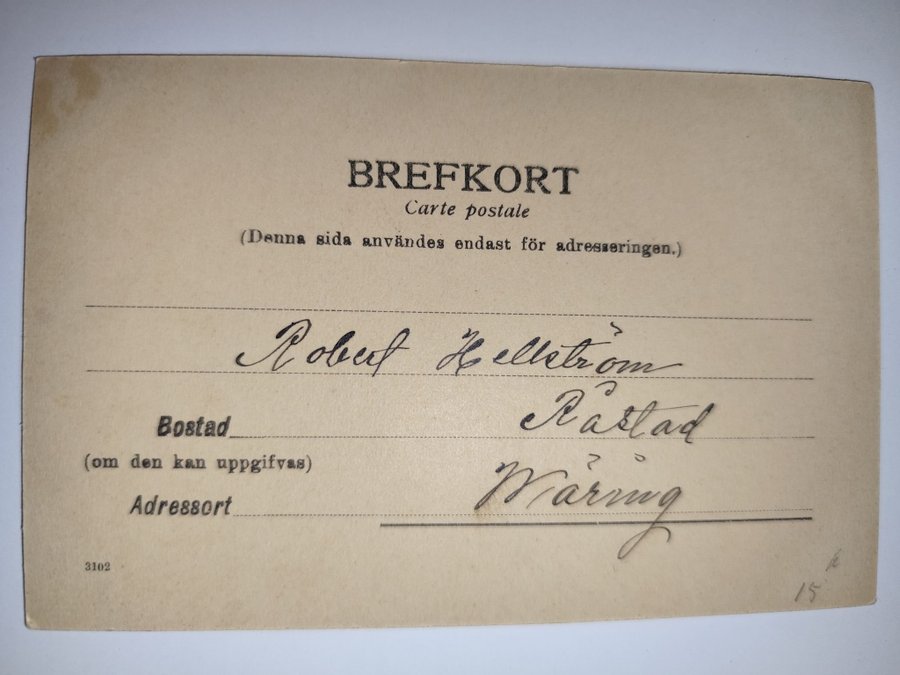 BREFKORT
Carte postale
(Denna sida användes endast för adresseringen.)
Robert Hellström
Bostad Råstad
(om den kan uppgifvas)
Adressort Wäring
3102
15